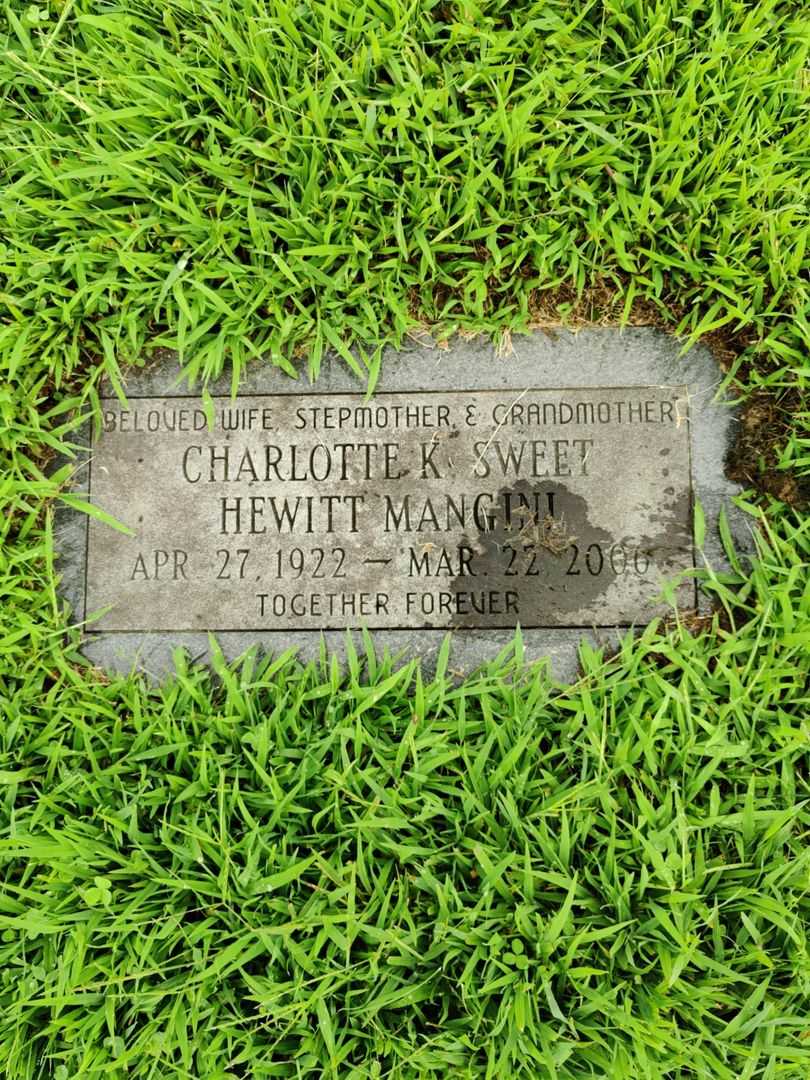 BELOVED WIFE, STEPMOTHER, & GRANDMOTHER
CHARLOTTE K. SWEET
HEWITT MANGINI
APR. 27, 1922 — MAR. 22, 2006
TOGETHER FOREVER